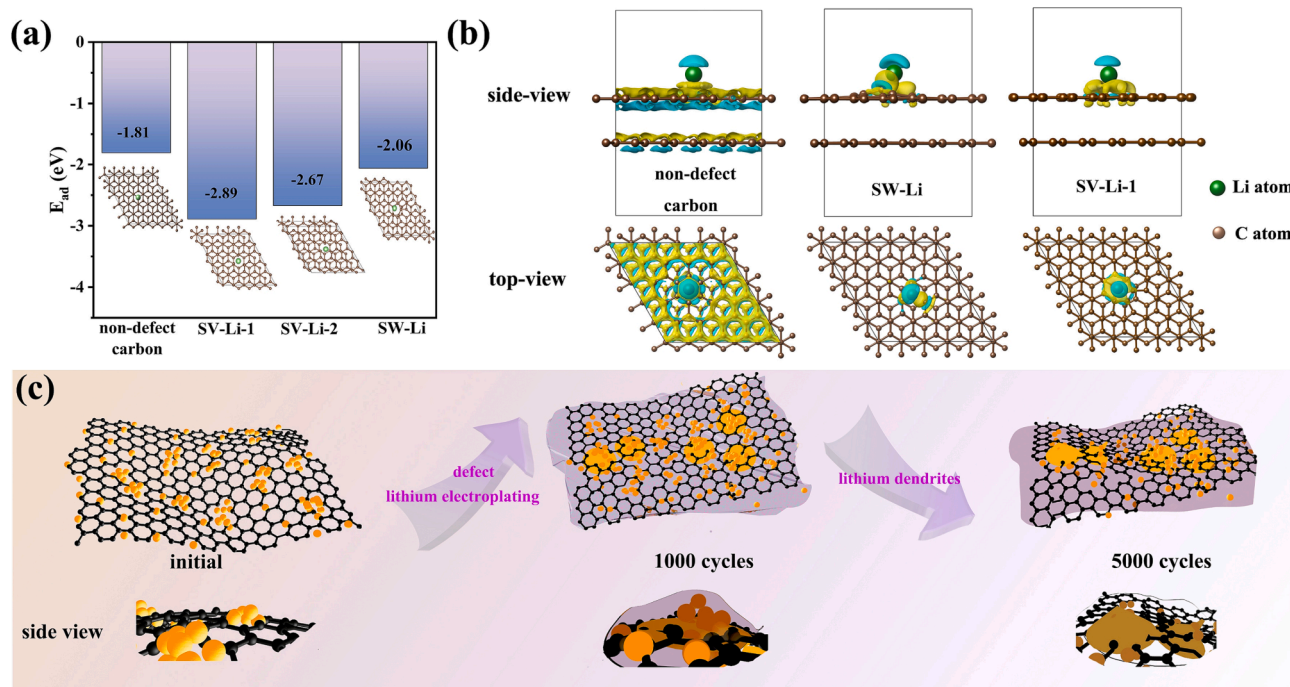 (a)
E_ad (eV)
0
-1
-2
-3
-4
-1.81
-2.89
-2.67
-2.06
non-defect
carbon
SV-Li-1
SV-Li-2
SW-Li
(b)
side-view
non-defect
carbon
SW-Li
SV-Li-1
Li atom
C atom
top-view
(c)
defect
lithium electroplating
lithium dendrites
initial
1000 cycles
5000 cycles
side view